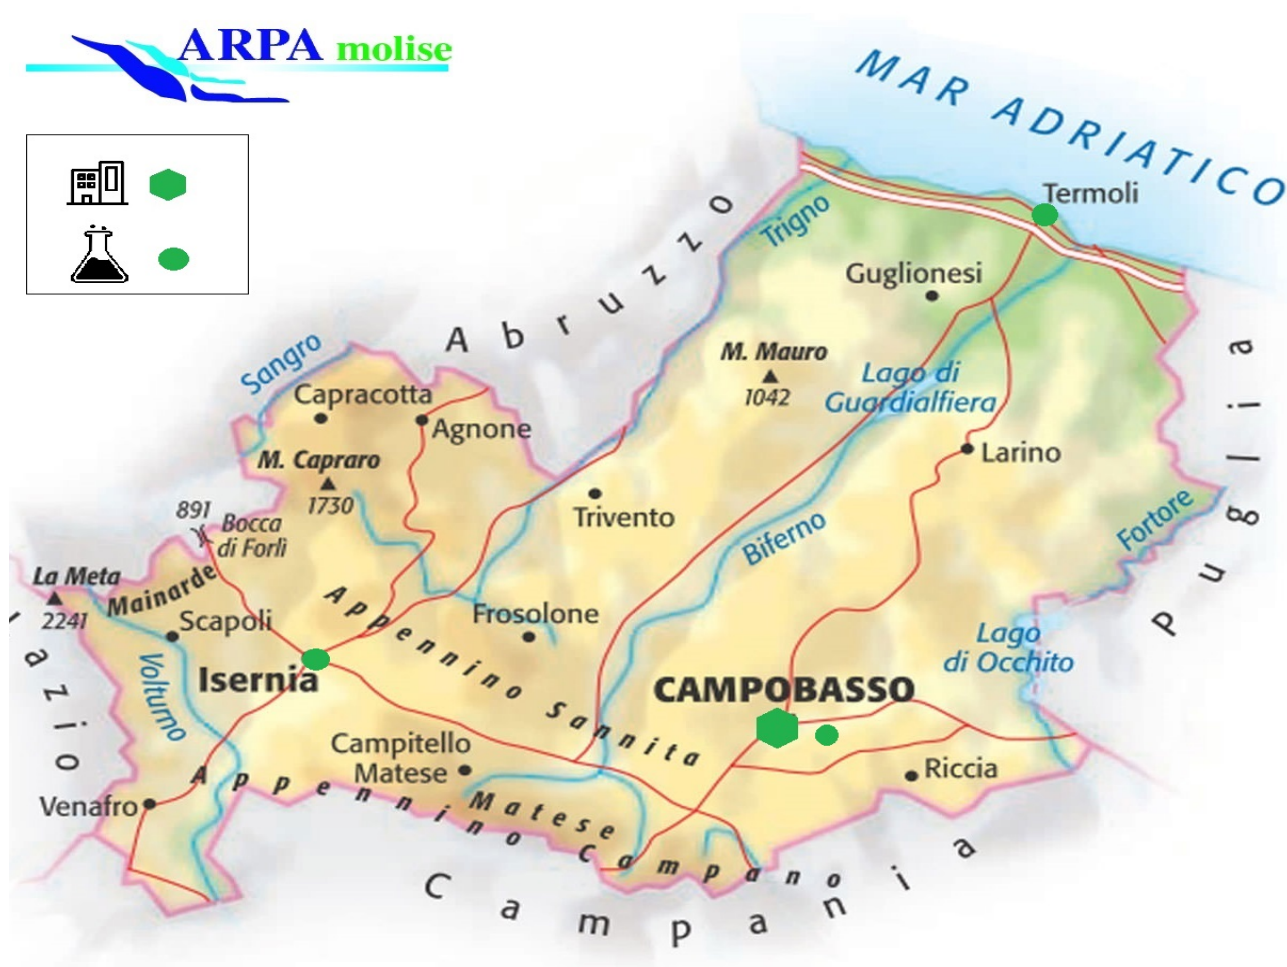 ARPA molise
MAR ADRIATICO
Termoli
Trigno
Abruzzo
Guglionesi
M. Mauro
1042
Lago di
Guardialfiera
Sangro
Capracotta
Agnone
M. Capraro
1730
Larino
Puglia
Trivento
891
Bocca
di Forlì
Biferno
Fortore
La Meta
2241
Mainarde
Scapoli
Appennino Sannita
Frosolone
Lago
di Occhito
Lazio
Volturno
Isernia
CAMPOBASSO
Campitello
Matese
Riccia
Venafro
Appennino Campano
Matese
Campania